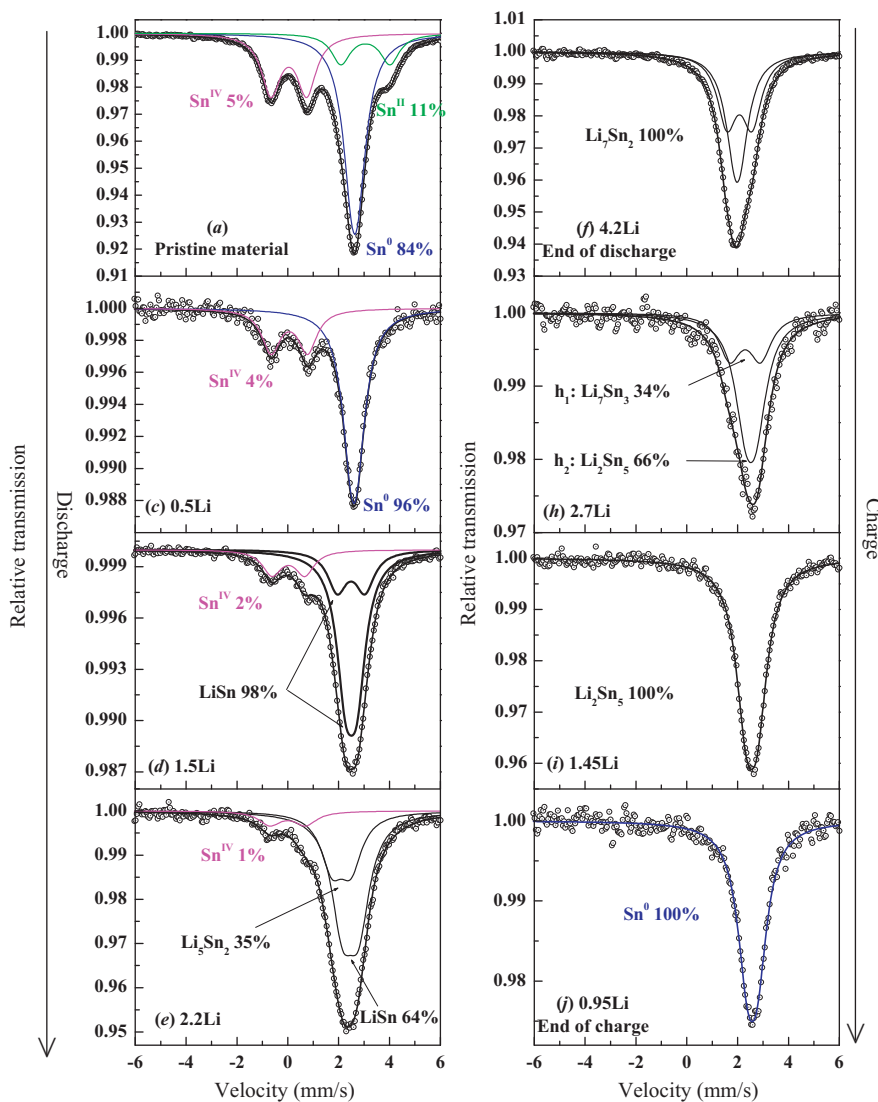 Relative transmission
Discharge
1.00
0.99
0.98
0.97
0.96
0.95
0.94
0.93
0.92
0.91
Sn^IV 5%
Sn^II 11%
(a)
Pristine material
Sn^0 84%
1.000
0.998
0.996
0.994
0.992
0.990
0.988
Sn^IV 4%
(c) 0.5Li
Sn^0 96%
0.999
0.997
0.993
0.990
0.987
Sn^IV 2%
LiSn 98%
(d) 1.5Li
1.00
0.99
0.98
0.97
0.96
0.95
Sn^IV 1%
Li5Sn2 35%
(e) 2.2Li
LiSn 64%
-6 -4 -2 0 2 4 6
Velocity (mm/s)
Relative transmission
Charge
1.01
1.00
0.99
0.98
0.97
0.96
0.95
0.94
0.93
Li7Sn2 100%
(f) 4.2Li
End of discharge
1.00
0.99
0.98
0.97
h1: Li7Sn3 34%
h2: Li2Sn5 66%
(h) 2.7Li
1.00
0.99
0.98
0.97
0.96
Li2Sn5 100%
(i) 1.45Li
1.00
0.99
0.98
Sn^0 100%
(j) 0.95Li
End of charge
-6 -4 -2 0 2 4 6
Velocity (mm/s)